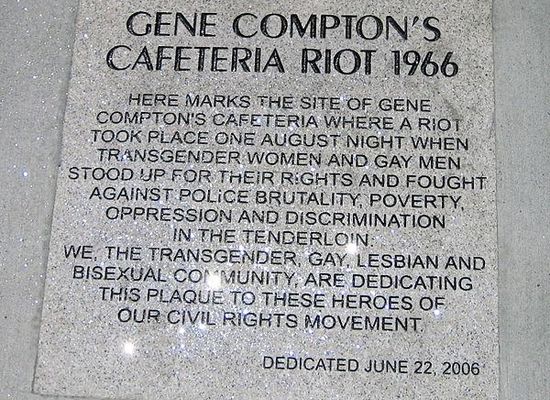 GENE COMPTON'S
CAFETERIA RIOT 1966
HERE MARKS THE SITE OF GENE
COMPTON'S CAFETERIA WHERE A RIOT
TOOK PLACE ONE AUGUST NIGHT WHEN
TRANSGENDER WOMEN AND GAY MEN
STOOD UP FOR THEIR RIGHTS AND FOUGHT
AGAINST POLICE BRUTALITY, POVERTY,
OPPRESSION AND DISCRIMINATION
IN THE TENDERLOIN.
WE, THE TRANSGENDER, GAY, LESBIAN AND
BISEXUAL COMMUNITY, ARE DEDICATING
THIS PLAQUE TO THESE HEROES OF
OUR CIVIL RIGHTS MOVEMENT.
DEDICATED JUNE 22, 2006